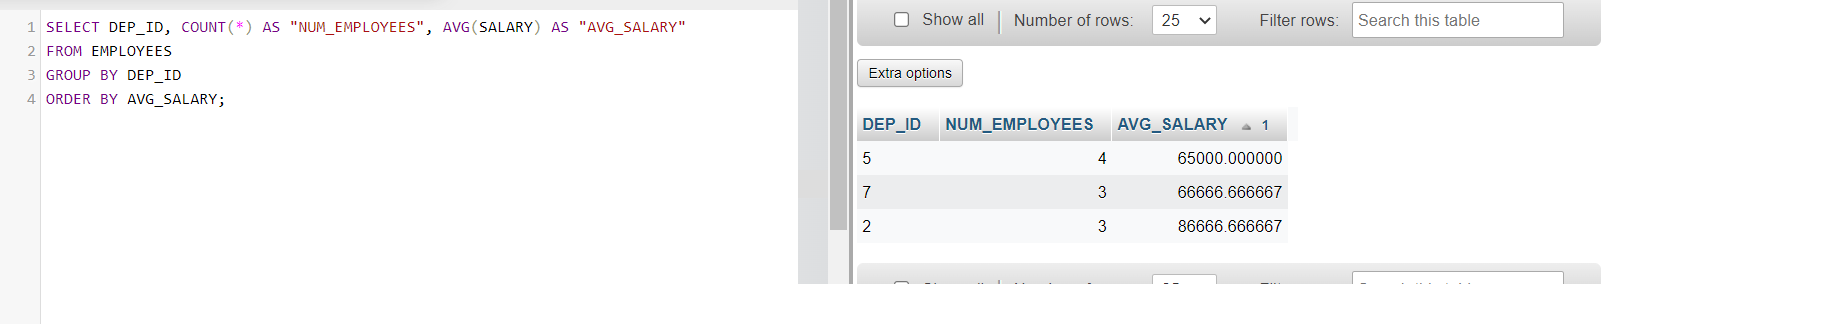 1 SELECT DEP_ID, COUNT(*) AS "NUM_EMPLOYEES", AVG(SALARY) AS "AVG_SALARY"
2 FROM EMPLOYEES
3 GROUP BY DEP_ID
4 ORDER BY AVG_SALARY;
Show all | Number of rows: 25 Filter rows: Search this table
Extra options
DEP_ID NUM_EMPLOYEES AVG_SALARY 1
5 4 65000.000000
7 3 66666.666667
2 3 86666.666667